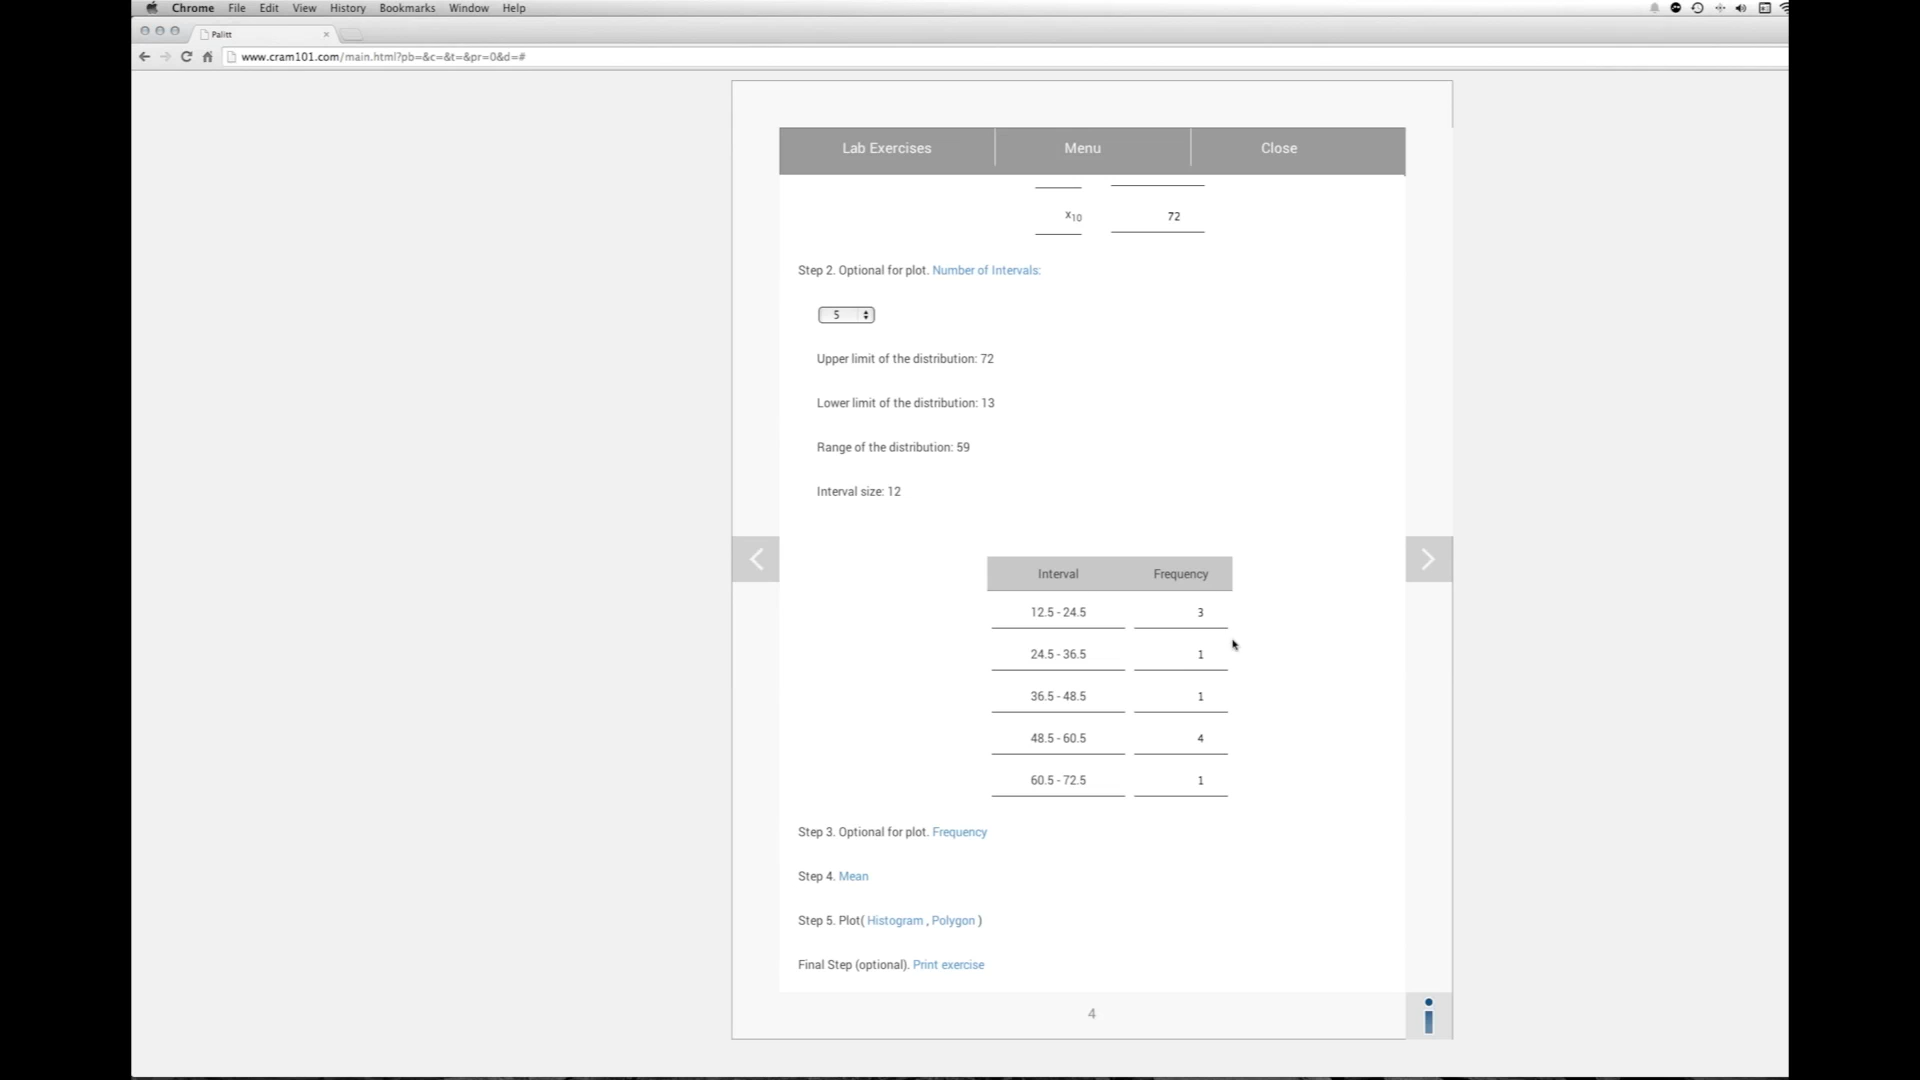 Chrome File Edit View History Bookmarks Window Help
Palitt
www.cram101.com/main.html?pb=&c=&t=&pr=0&d=#
Lab Exercises Menu Close
x10 72
Step 2. Optional for plot. Number of Intervals:
5
Upper limit of the distribution: 72
Lower limit of the distribution: 13
Range of the distribution: 59
Interval size: 12
Interval Frequency
12.5 - 24.5 3
24.5 - 36.5 1
36.5 - 48.5 1
48.5 - 60.5 4
60.5 - 72.5 1
Step 3. Optional for plot. Frequency
Step 4. Mean
Step 5. Plot( Histogram , Polygon )
Final Step (optional). Print exercise
4
i